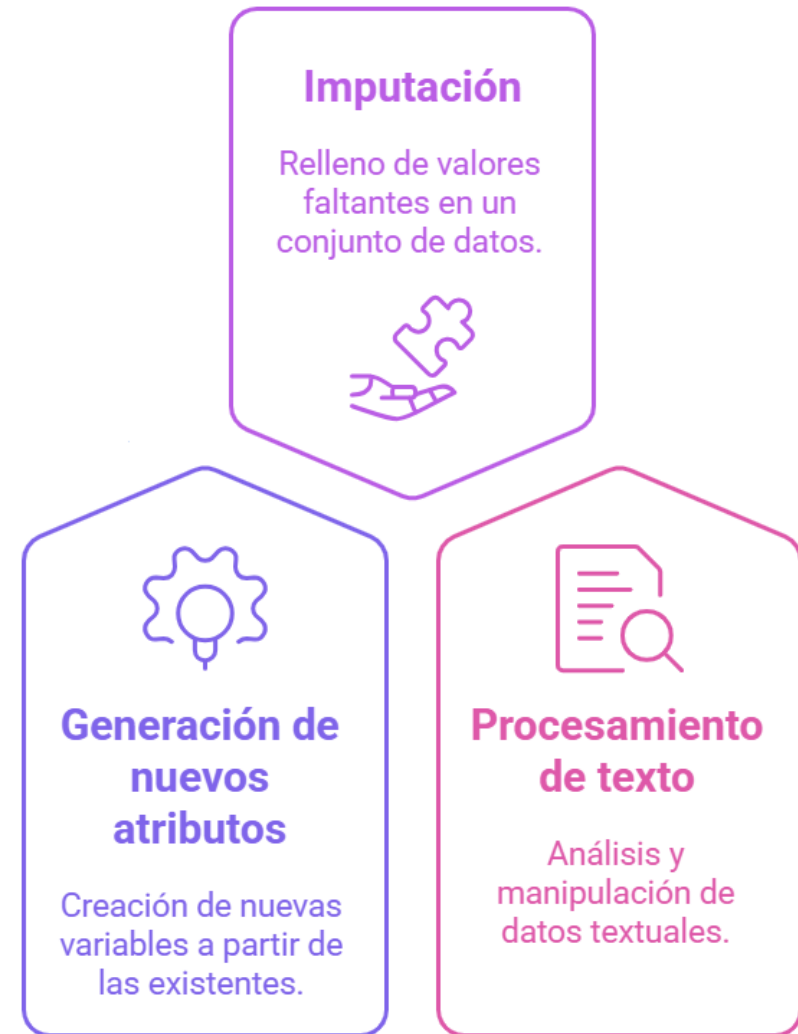 Imputación
Relleno de valores
faltantes en un
conjunto de datos.
Generación de
nuevos
atributos
Creación de nuevas
variables a partir de
las existentes.
Procesamiento
de texto
Análisis y
manipulación de
datos textuales.